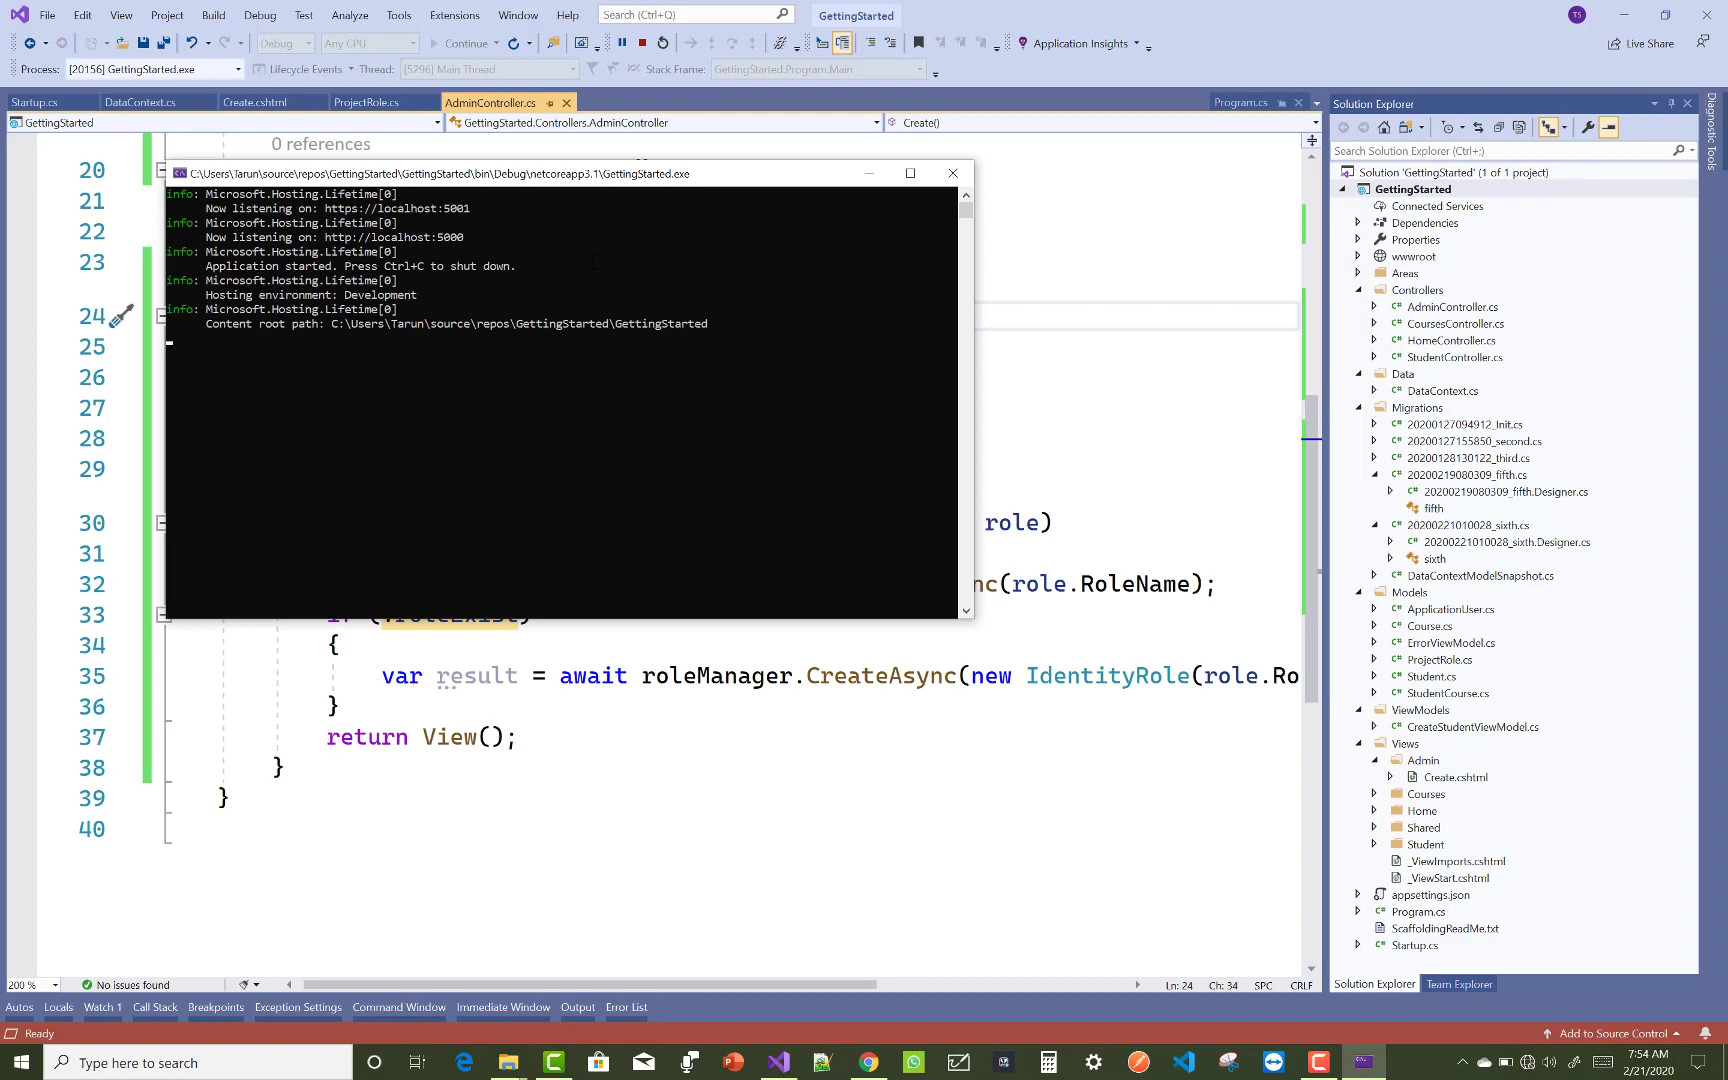 File Edit View Project Build Debug Test Analyze Tools Extensions Window Help Search (Ctrl+Q) GettingStarted TS
Debug Any CPU Continue Application Insights Live Share
Process: [20156] GettingStarted.exe Lifecycle Events Thread: [5296] Main Thread Stack Frame: GettingStarted.Program.Main
Startup.cs DataContext.cs Create.cshtml ProjectRole.cs AdminController.cs Program.cs
GettingStarted GettingStarted.Controllers.AdminController Create()
0 references
C:\Users\Tarun\source\repos\GettingStarted\GettingStarted\bin\Debug\netcoreapp3.1\GettingStarted.exe
info: Microsoft.Hosting.Lifetime[0]
Now listening on: https://localhost:5001
info: Microsoft.Hosting.Lifetime[0]
Now listening on: http://localhost:5000
info: Microsoft.Hosting.Lifetime[0]
Application started. Press Ctrl+C to shut down.
info: Microsoft.Hosting.Lifetime[0]
Hosting environment: Development
info: Microsoft.Hosting.Lifetime[0]
Content root path: C:\Users\Tarun\source\repos\GettingStarted\GettingStarted
20
21
22
23
24
25
26
27
28
29
30 role)
31
32 nc(role.RoleName);
33 if (!roleExist)
34 {
35 var result = await roleManager.CreateAsync(new IdentityRole(role.Ro
36 }
37 return View();
38 }
39 }
40
200 % No issues found Ln: 24 Ch: 34 SPC CRLF
Solution Explorer
Search Solution Explorer (Ctrl+;)
Solution 'GettingStarted' (1 of 1 project)
GettingStarted
Connected Services
Dependencies
Properties
wwwroot
Areas
Controllers
C# AdminController.cs
C# CoursesController.cs
C# HomeController.cs
C# StudentController.cs
Data
C# DataContext.cs
Migrations
C# 20200127094912_Init.cs
C# 20200127155850_second.cs
C# 20200128130122_third.cs
C# 20200219080309_fifth.cs
C# 20200219080309_fifth.Designer.cs
fifth
C# 20200221010028_sixth.cs
C# 20200221010028_sixth.Designer.cs
sixth
C# DataContextModelSnapshot.cs
Models
C# ApplicationUser.cs
C# Course.cs
C# ErrorViewModel.cs
C# ProjectRole.cs
C# Student.cs
C# StudentCourse.cs
ViewModels
C# CreateStudentViewModel.cs
Views
Admin
Create.cshtml
Courses
Home
Shared
Student
_ViewImports.cshtml
_ViewStart.cshtml
appsettings.json
C# Program.cs
ScaffoldingReadMe.txt
C# Startup.cs
Solution Explorer Team Explorer
Diagnostic Tools
Autos Locals Watch 1 Call Stack Breakpoints Exception Settings Command Window Immediate Window Output Error List
Ready Add to Source Control
Type here to search
7:54 AM
2/21/2020